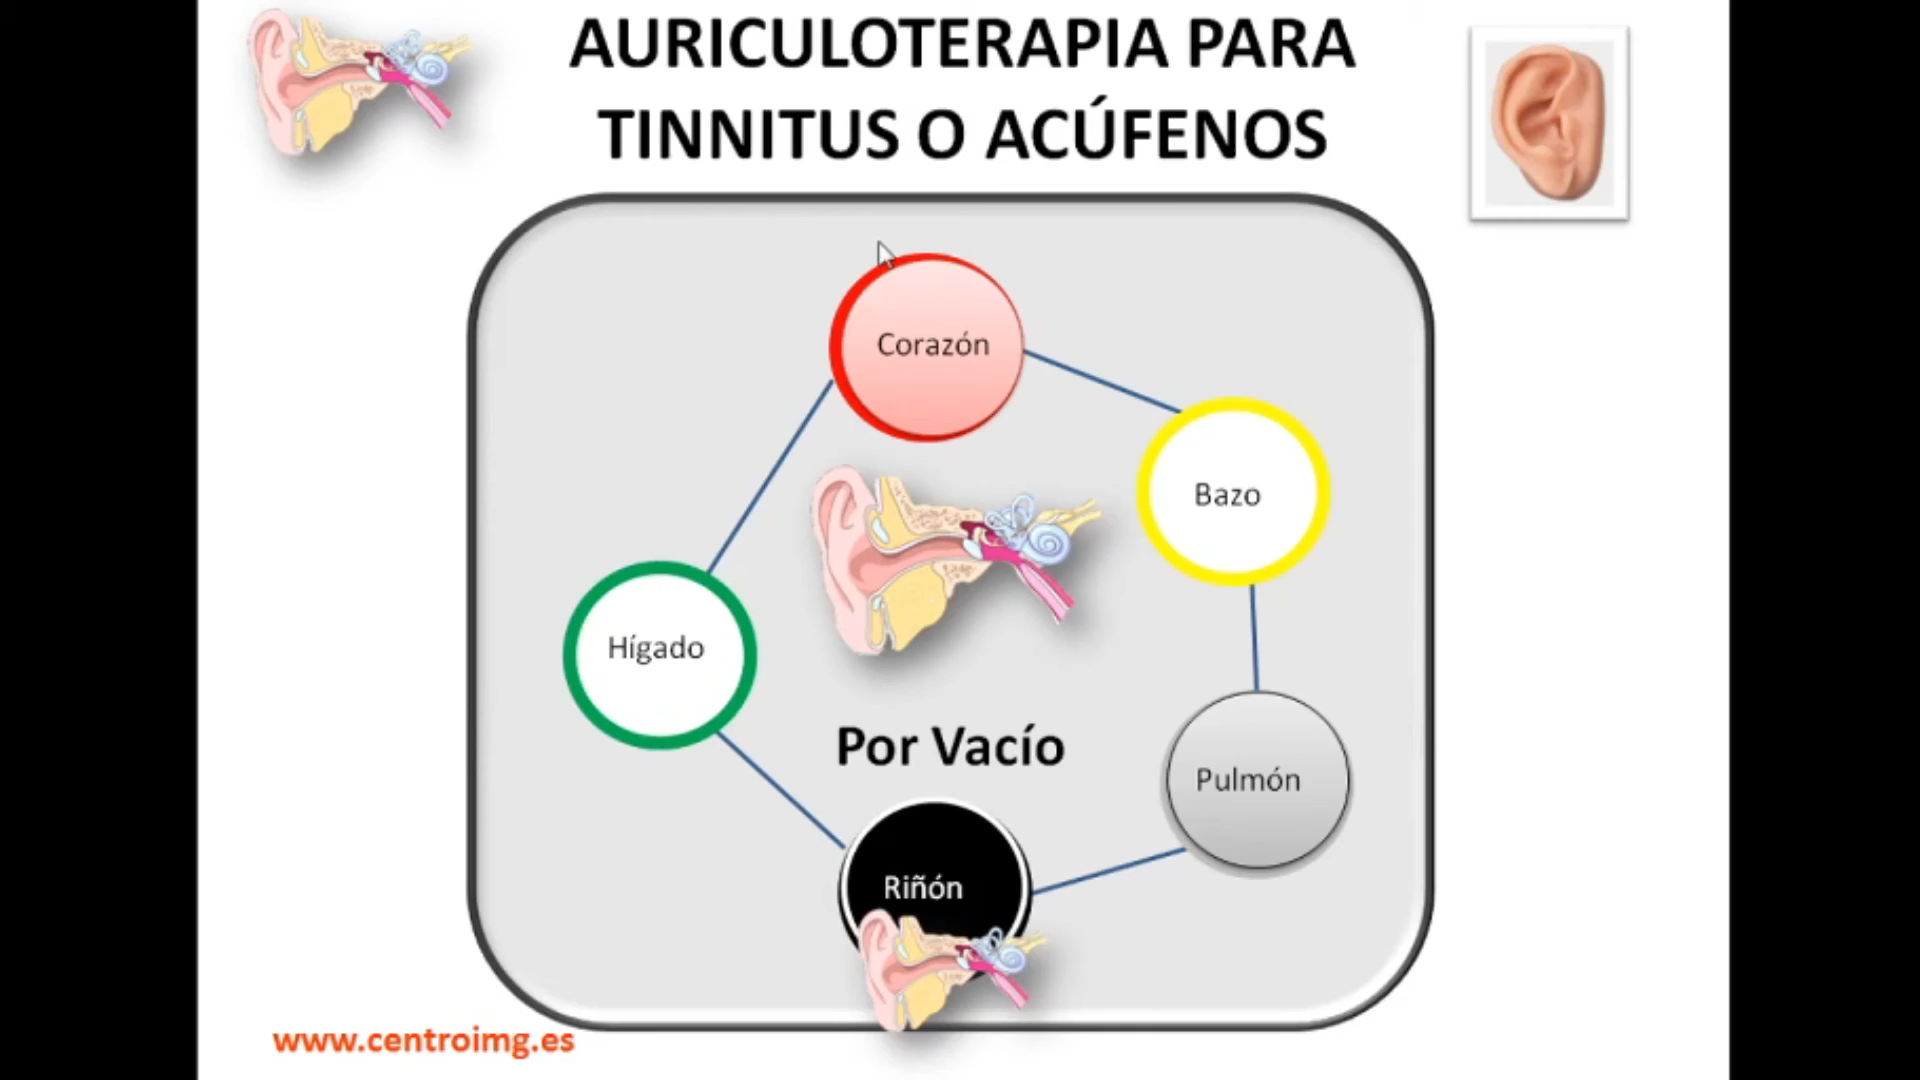 AURICULOTERAPIA PARA
TINNITUS O ACÚFENOS
Corazón
Bazo
Hígado
Por Vacío
Pulmón
Riñón
www.centroimg.es